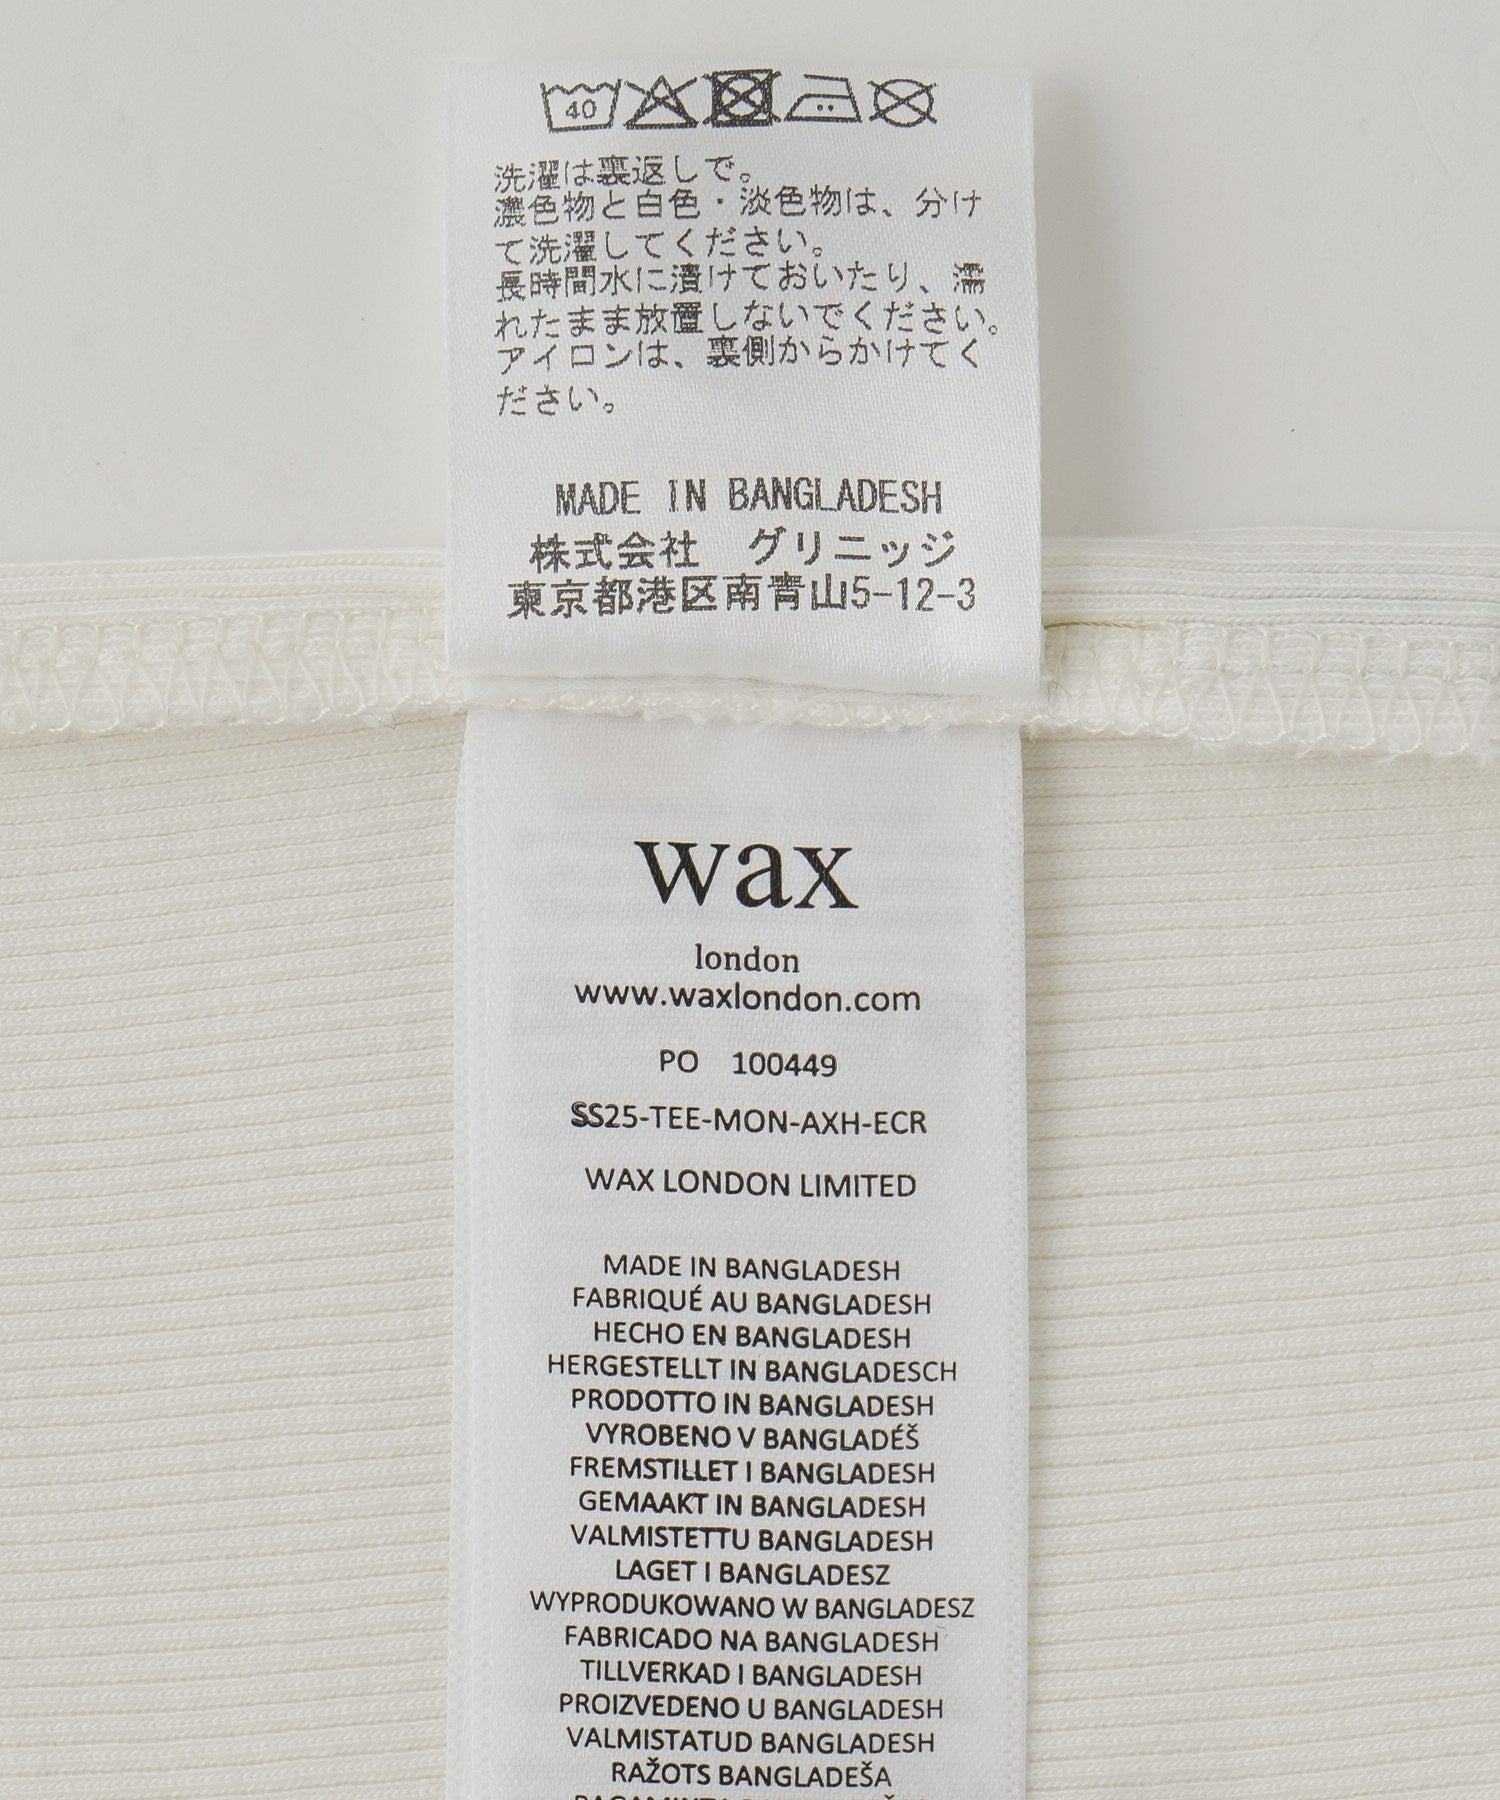 40
洗濯は裏返しで。
濃色物と白色・淡色物は、分け
て洗濯してください。
長時間水に漬けておいたり、濡
れたまま放置しないでください。
アイロンは、裏側からかけてく
ださい。
MADE IN BANGLADESH
株式会社 グリニッジ
東京都港区南青山5-12-3
wax
london
www.waxlondon.com
PO 100449
SS25-TEE-MON-AXH-ECR
WAX LONDON LIMITED
MADE IN BANGLADESH
FABRIQUÉ AU BANGLADESH
HECHO EN BANGLADESH
HERGESTELLT IN BANGLADESCH
PRODOTTO IN BANGLADESH
VYROBENO V BANGLADÉŠ
FREMSTILLET I BANGLADESH
GEMAAKT IN BANGLADESH
VALMISTETTU BANGLADESH
LAGET I BANGLADESZ
WYPRODUKOWANO W BANGLADESZ
FABRICADO NA BANGLADESH
TILLVERKAD I BANGLADESH
PROIZVEDENO U BANGLADESH
VALMISTATUD BANGLADESH
RAŽOTS BANGLADEŠA